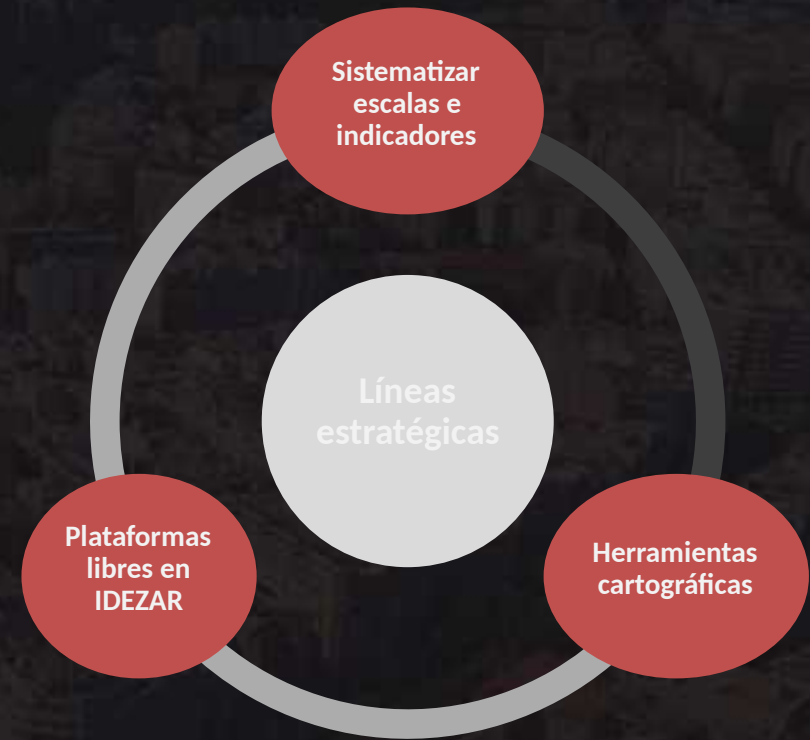 Sistematizar
escalas e
indicadores
Líneas
estratégicas
Plataformas
libres en
IDEZAR
Herramientas
cartográficas